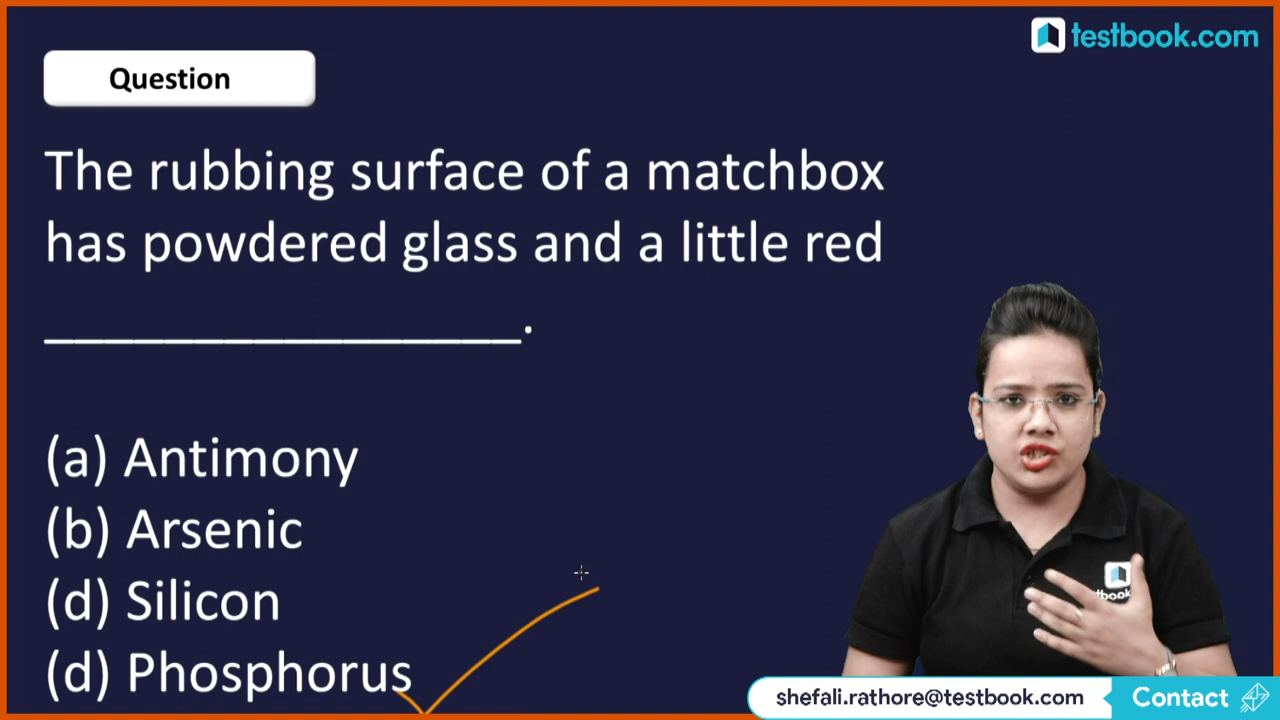 testbook.com
Question
The rubbing surface of a matchbox
has powdered glass and a little red
________________.
(a) Antimony
(b) Arsenic
(d) Silicon
(d) Phosphorus
shefali.rathore@testbook.com
Contact